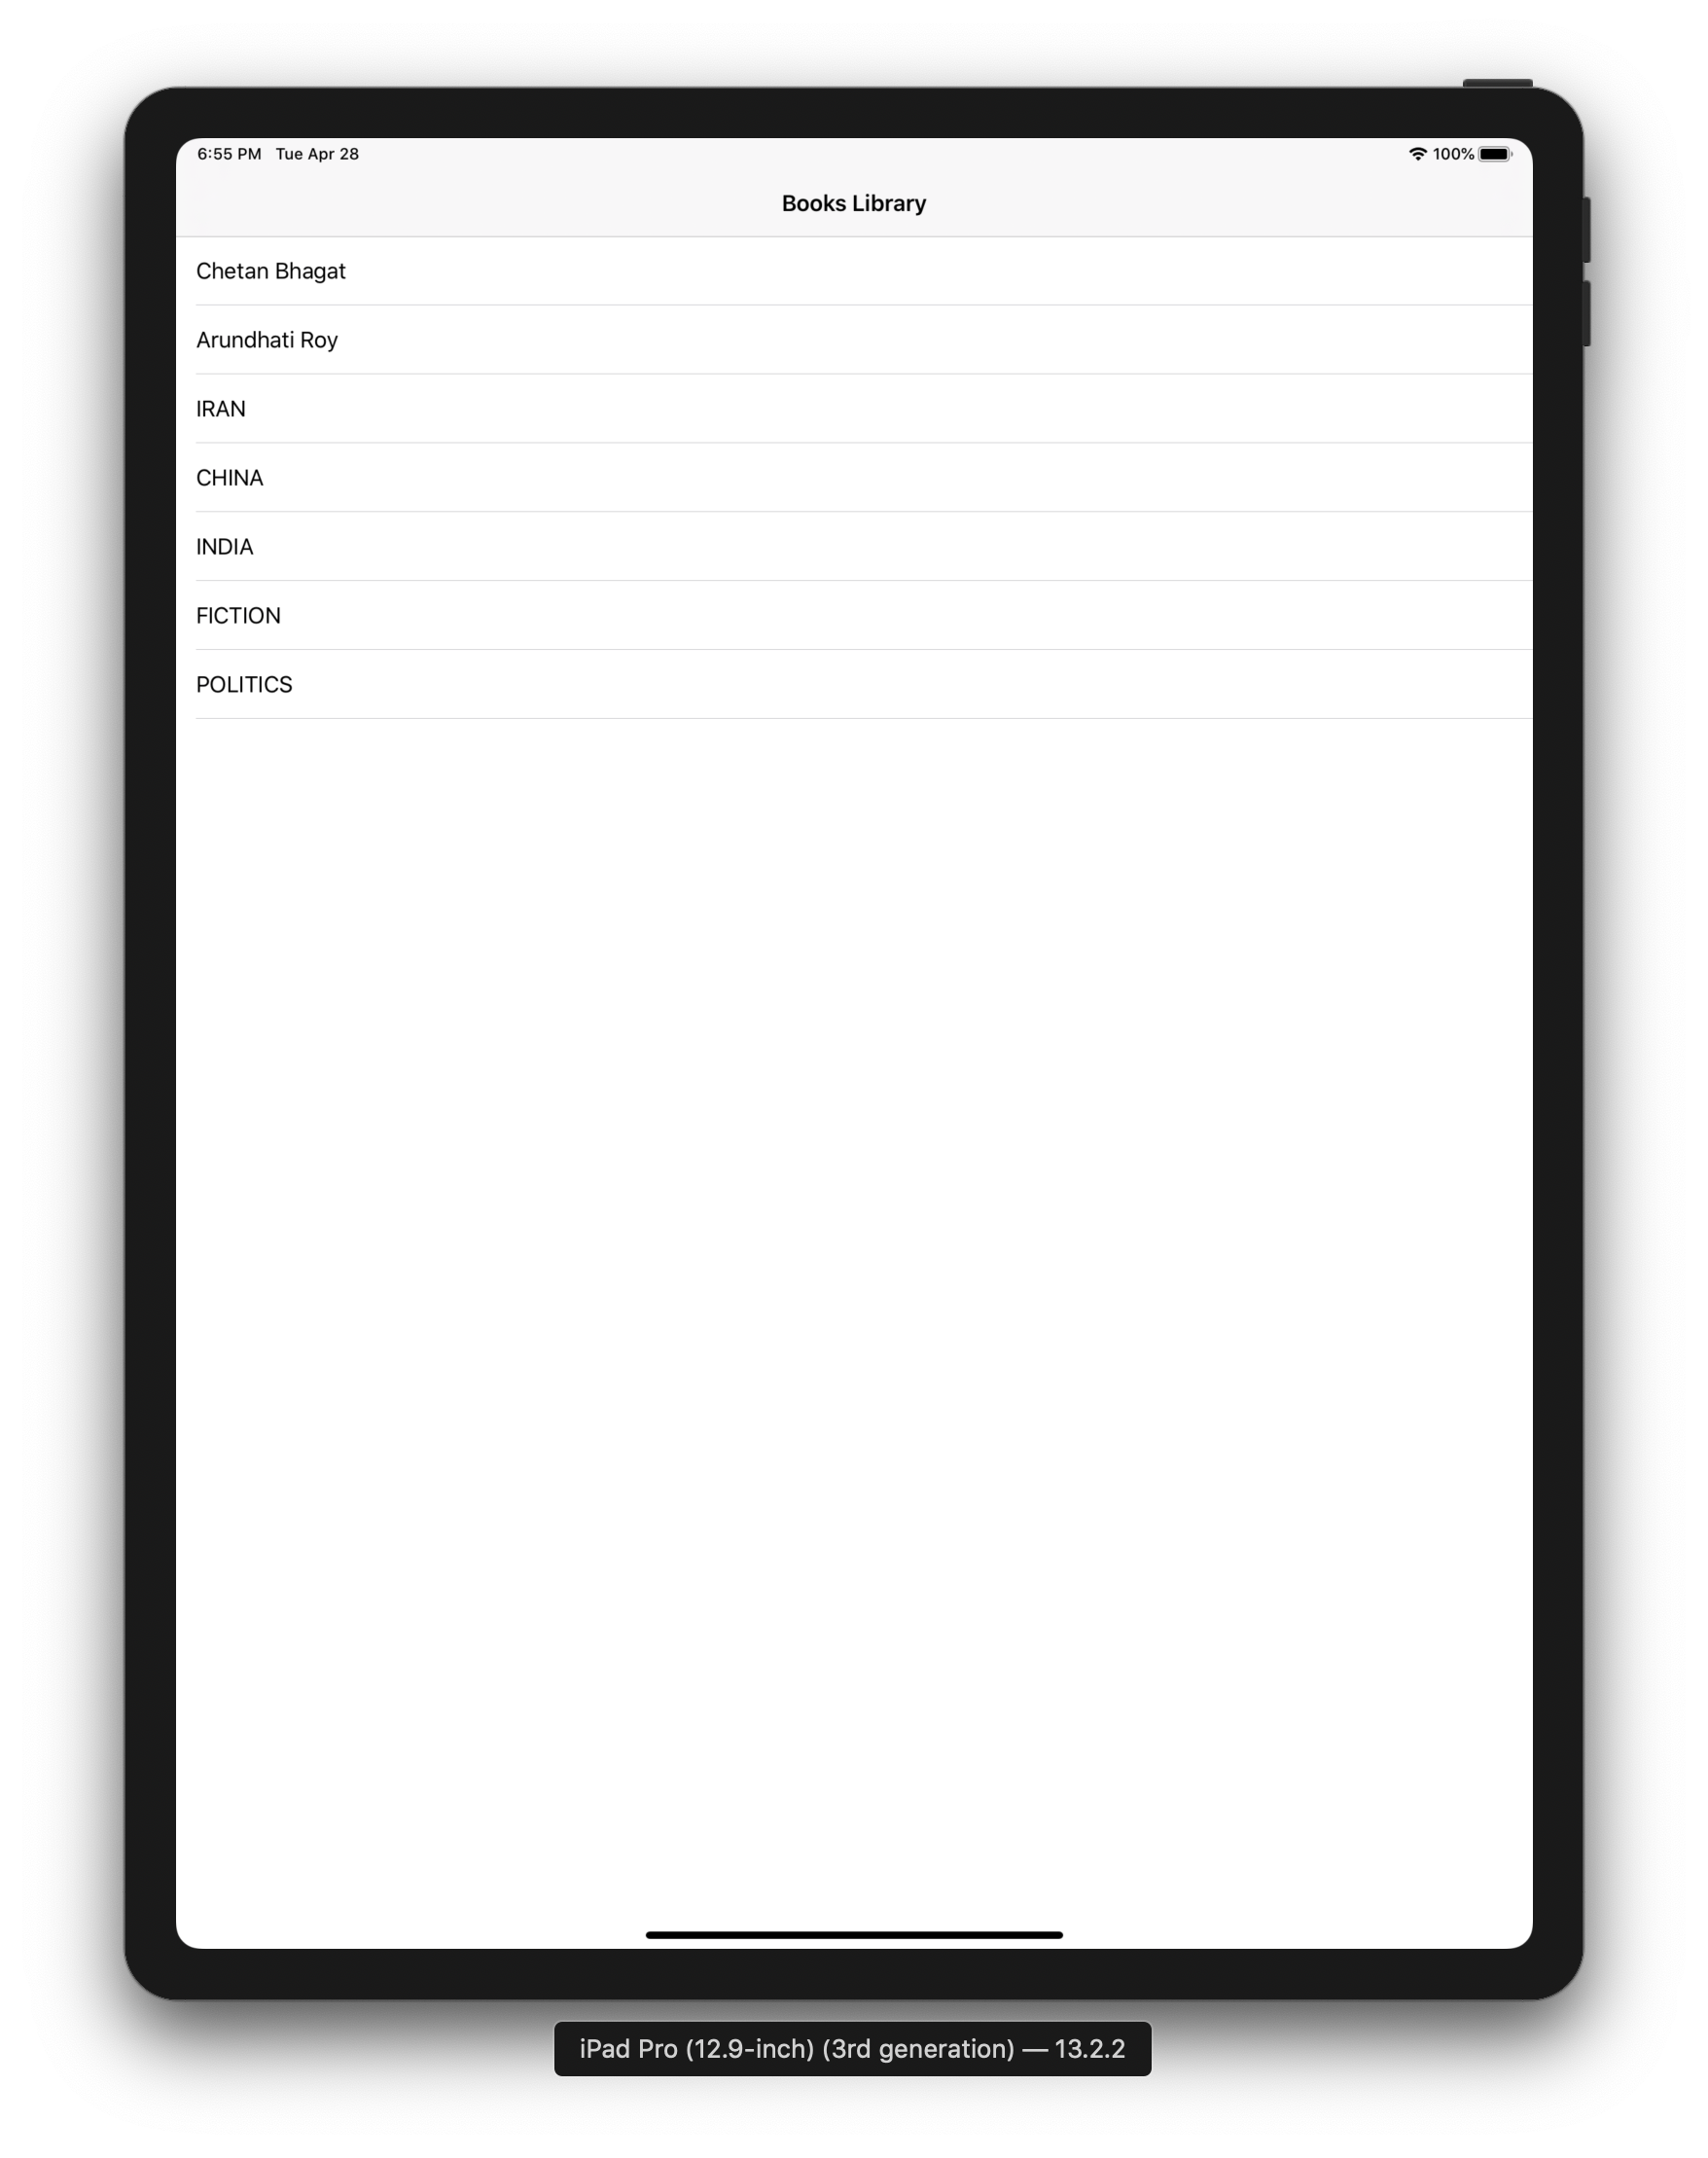 6:55 PM Tue Apr 28 100%
Books Library
Chetan Bhagat
Arundhati Roy
IRAN
CHINA
INDIA
FICTION
POLITICS
iPad Pro (12.9-inch) (3rd generation) — 13.2.2